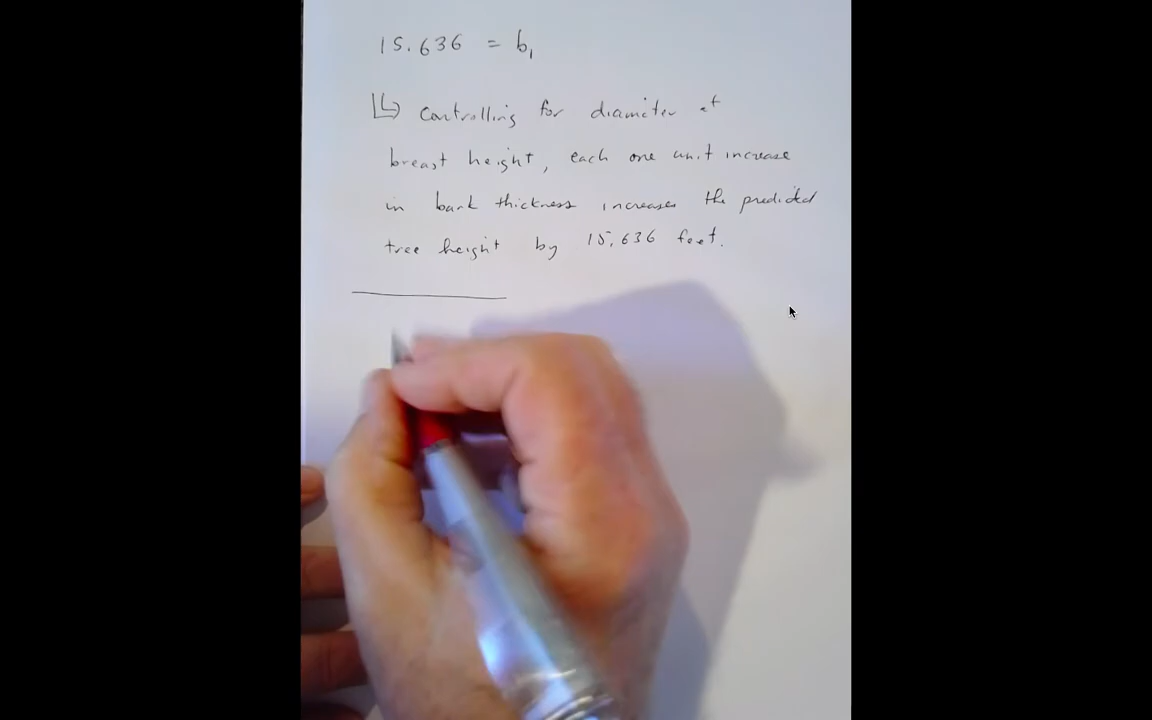 15.636 = b₁
↳ Controlling for diameter at
breast height, each one unit increase
in bark thickness increases the predicted
tree height by 15.636 feet.